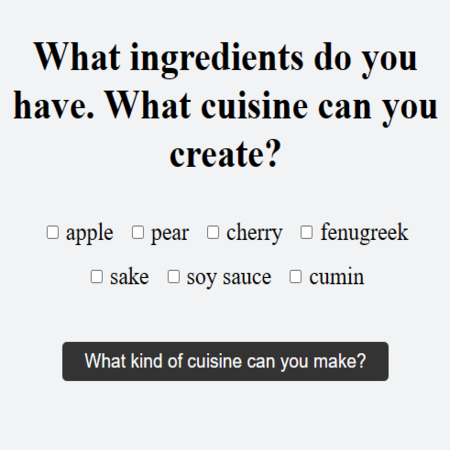 What ingredients do you
have. What cuisine can you
create?
apple pear cherry fenugreek
sake soy sauce cumin
What kind of cuisine can you make?